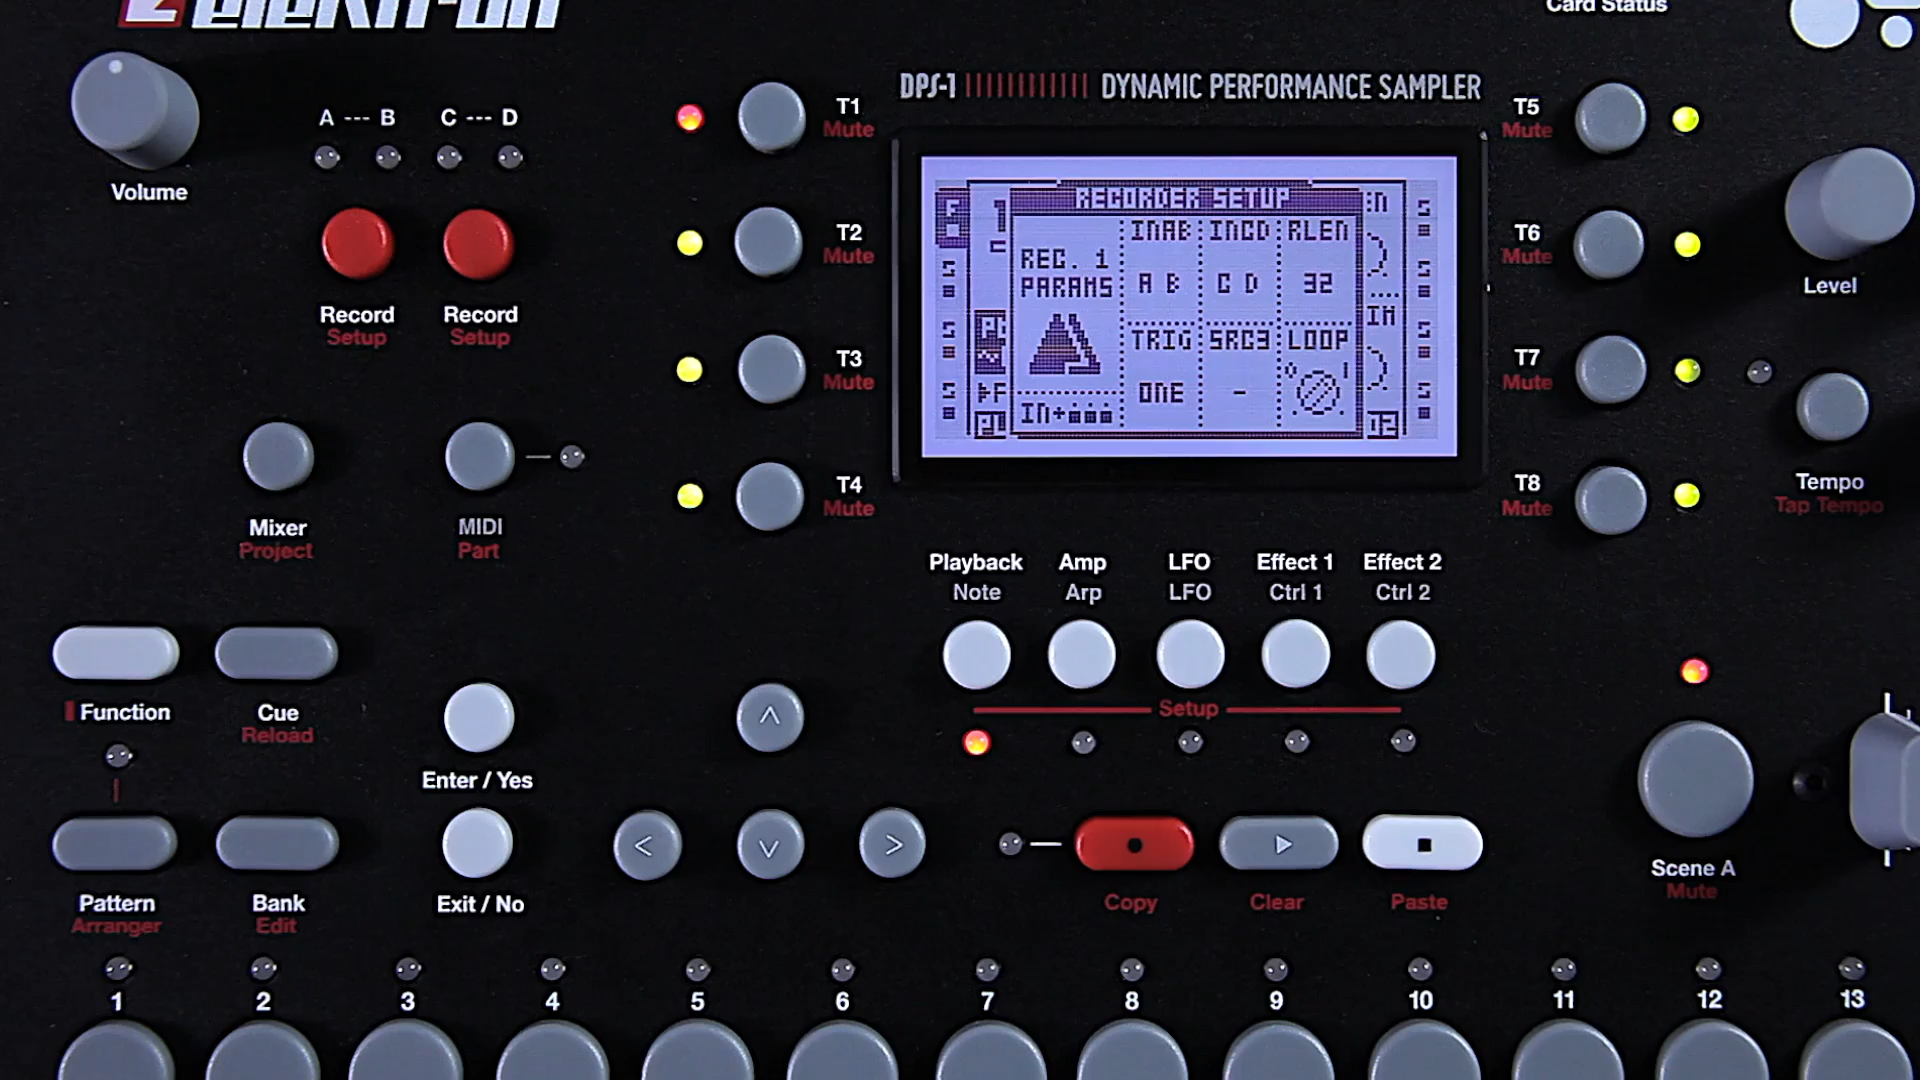 elektron
Card Status
DPS-1 DYNAMIC PERFORMANCE SAMPLER
Volume
A --- B C --- D
Record
Setup
Record
Setup
Mixer
Project
MIDI
Part
T1
Mute
T2
Mute
T3
Mute
T4
Mute
RECORDER SETUP
REC. 1
PARAMS
INAB INCD RLEN
A B C D 32
TRIG SRC3 LOOP
ONE - 0 1
IN+
T5
Mute
T6
Mute
T7
Mute
T8
Mute
Level
Tempo
Tap Tempo
Playback Amp LFO Effect 1 Effect 2
Note Arp LFO Ctrl 1 Ctrl 2
Setup
Function
Cue
Reload
Enter / Yes
Exit / No
Pattern
Arranger
Bank
Edit
< ^ v >
Copy Clear Paste
Scene A
Mute
1 2 3 4 5 6 7 8 9 10 11 12 13